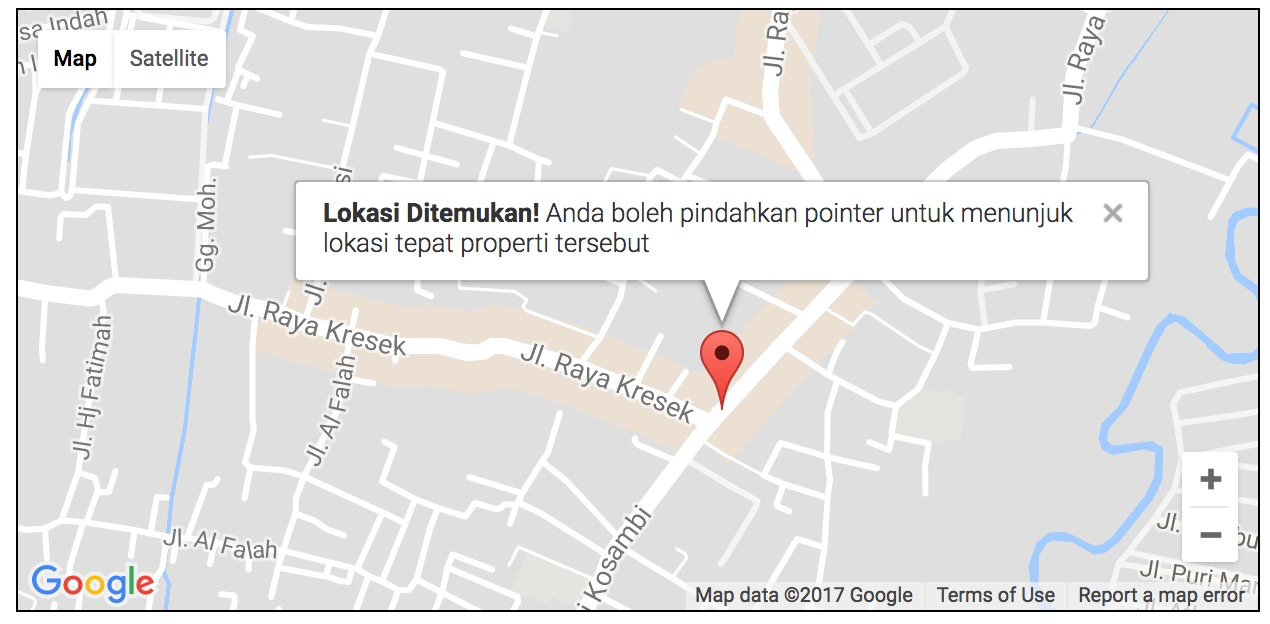 sa Indah
Map
Satellite
Jl. Ra
Jl. Raya
si
Gg. Moh.
Lokasi Ditemukan! Anda boleh pindahkan pointer untuk menunjuk
lokasi tepat properti tersebut
Jl.
Jl. Raya Kresek
Jl. Raya Kresek
Jl. Hj Fatimah
Jl. Al Falah
Jl. Al Falah
i Kosambi
Jl.
bu
Jl. Puri Mar
Google
Map data ©2017 Google
Terms of Use
Report a map error